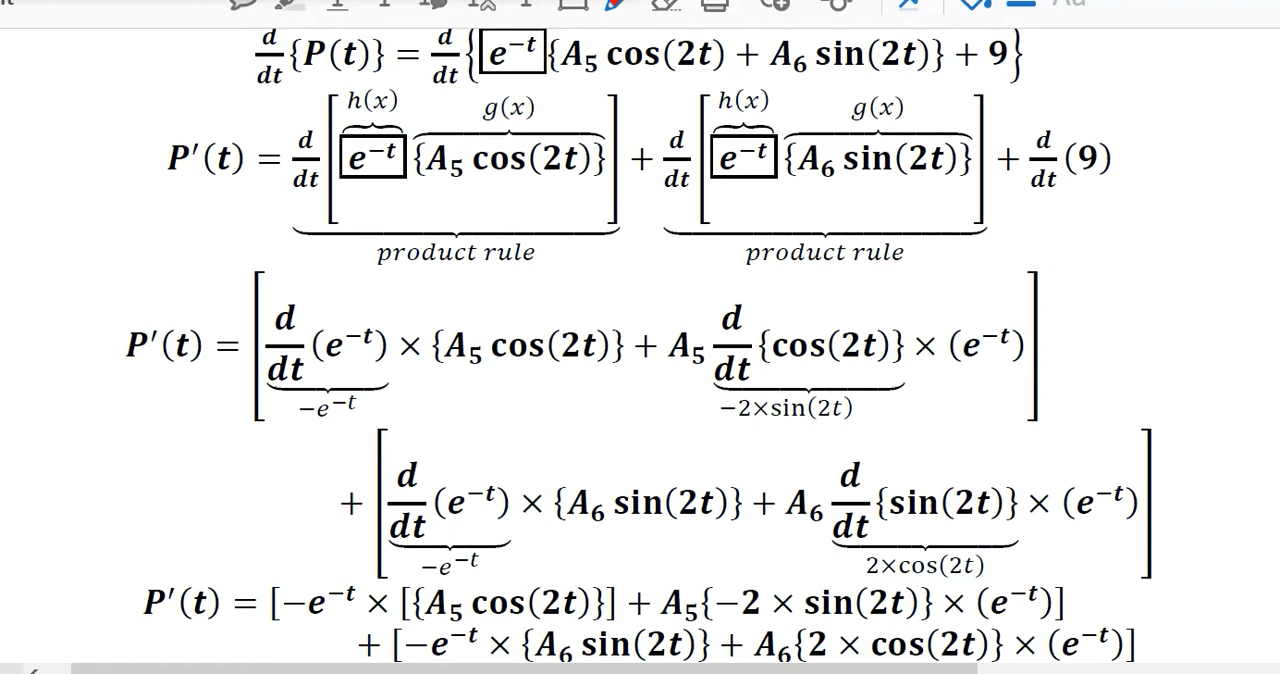 d/dt {P(t)} = d/dt {e^{-t} {A₅ cos(2t) + A₆ sin(2t)} + 9}
h(x) g(x) h(x) g(x)
P′(t) = d/dt [e^{-t} {A₅ cos(2t)}] + d/dt [e^{-t} {A₆ sin(2t)}] + d/dt (9)
product rule product rule
P′(t) = [d/dt (e^{-t}) × {A₅ cos(2t)} + A₅ d/dt {cos(2t)} × (e^{-t})]
-e^{-t} -2×sin(2t)
+ [d/dt (e^{-t}) × {A₆ sin(2t)} + A₆ d/dt {sin(2t)} × (e^{-t})]
-e^{-t} 2×cos(2t)
P′(t) = [-e^{-t} × [{A₅ cos(2t)}] + A₅{-2 × sin(2t)} × (e^{-t})]
+ [-e^{-t} × {A₆ sin(2t)} + A₆{2 × cos(2t)} × (e^{-t})]